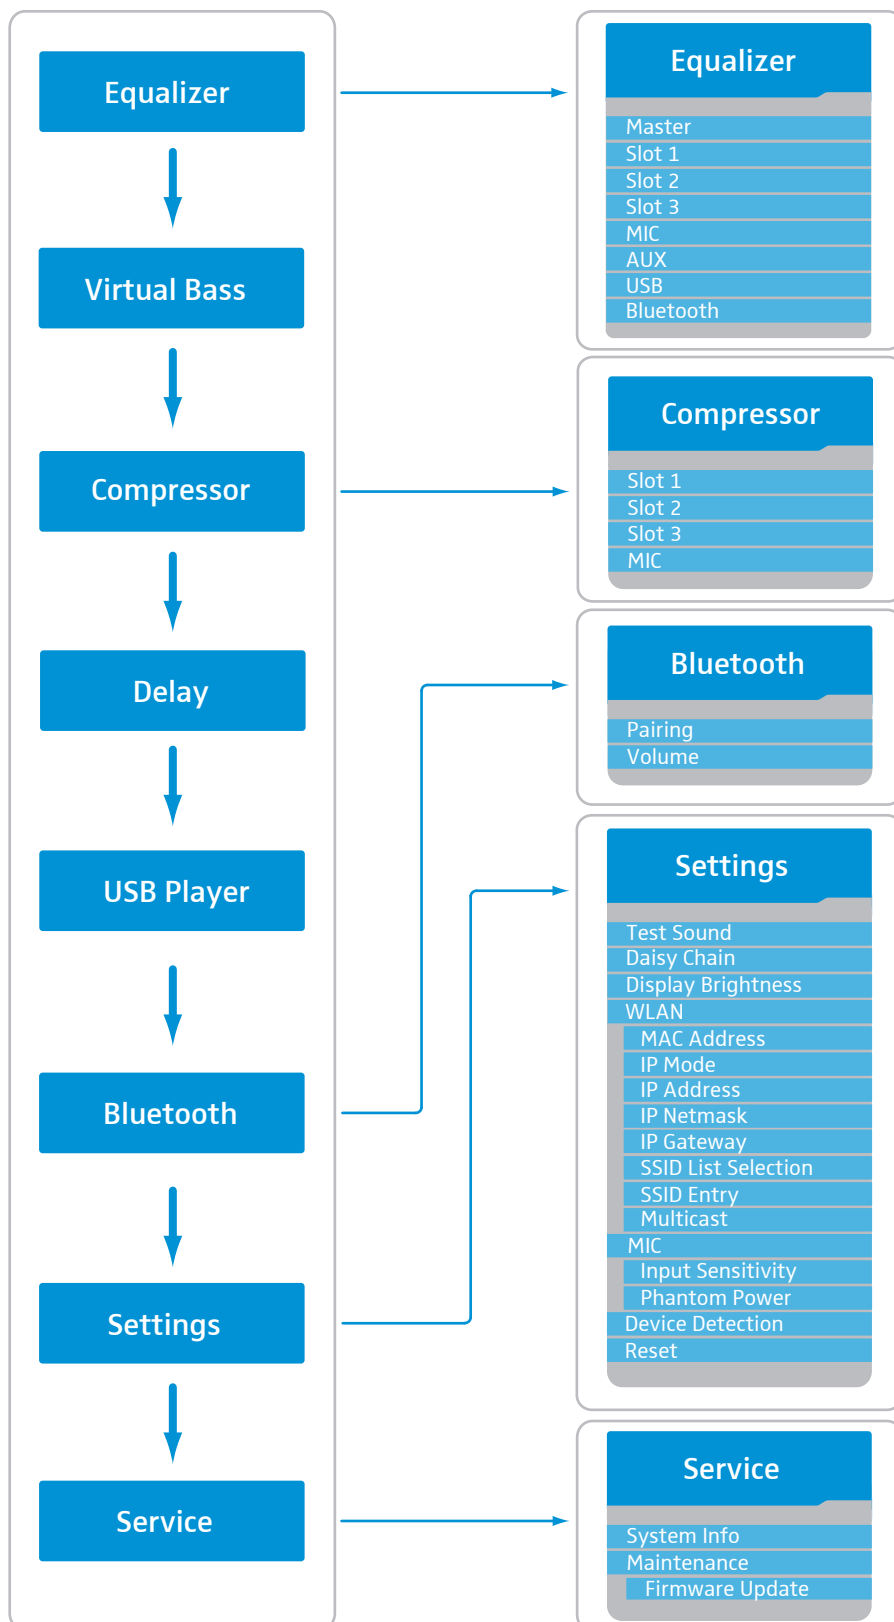 Equalizer
Virtual Bass
Compressor
Delay
USB Player
Bluetooth
Settings
Service
Equalizer
Master
Slot 1
Slot 2
Slot 3
MIC
AUX
USB
Bluetooth
Compressor
Slot 1
Slot 2
Slot 3
MIC
Bluetooth
Pairing
Volume
Settings
Test Sound
Daisy Chain
Display Brightness
WLAN
MAC Address
IP Mode
IP Address
IP Netmask
IP Gateway
SSID List Selection
SSID Entry
Multicast
MIC
Input Sensitivity
Phantom Power
Device Detection
Reset
Service
System Info
Maintenance
Firmware Update